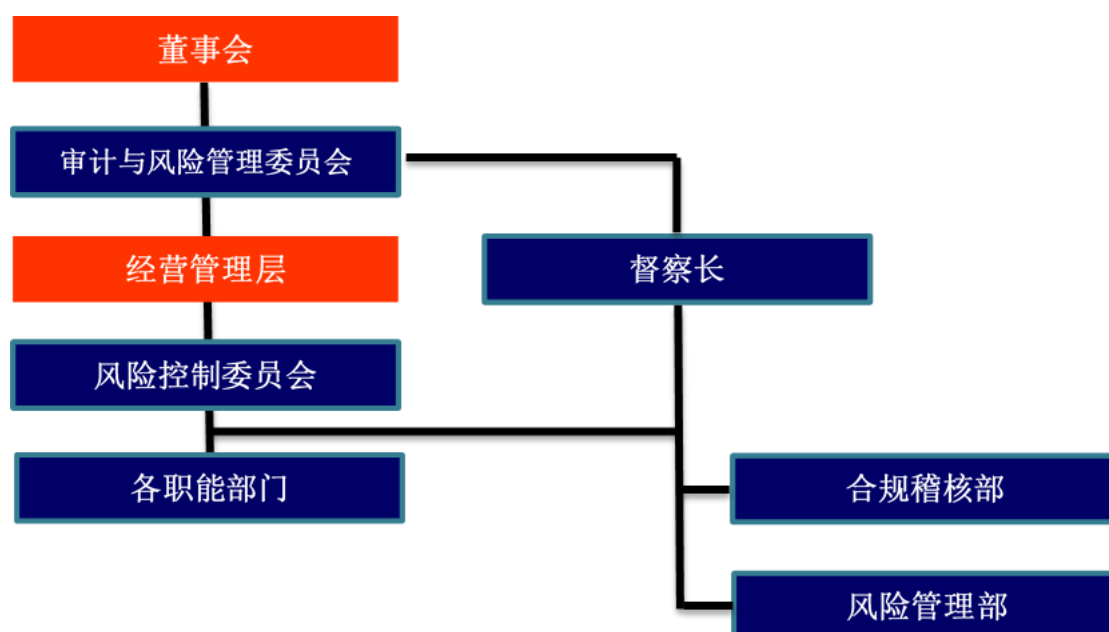 董事会
审计与风险管理委员会
经营管理层
督察长
风险控制委员会
各职能部门
合规稽核部
风险管理部